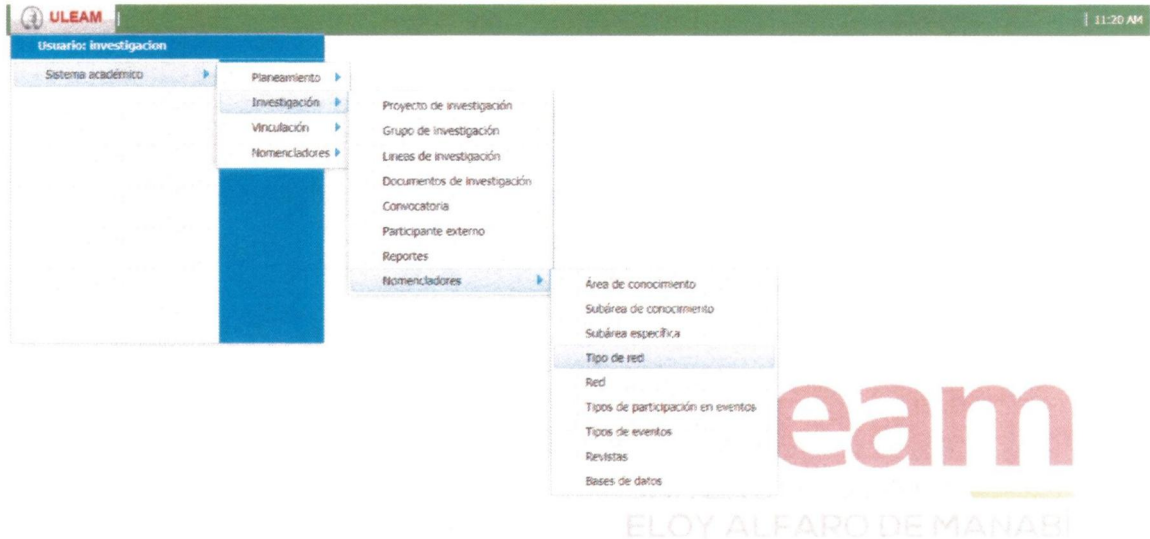 ULEAM
11:20 AM
Usuario: investigacion
Sistema académico
Planeamiento
Investigación
Vinculación
Nomencladores
Proyecto de investigación
Grupo de investigación
Lineas de investigación
Documentos de investigación
Convocatoria
Participante externo
Reportes
Nomencladores
Área de conocimiento
Subárea de conocimiento
Subárea específica
Tipo de red
Red
Tipos de participación en eventos
Tipos de eventos
Revistas
Bases de datos
eam
ELOY ALFARO DE MANABÍ